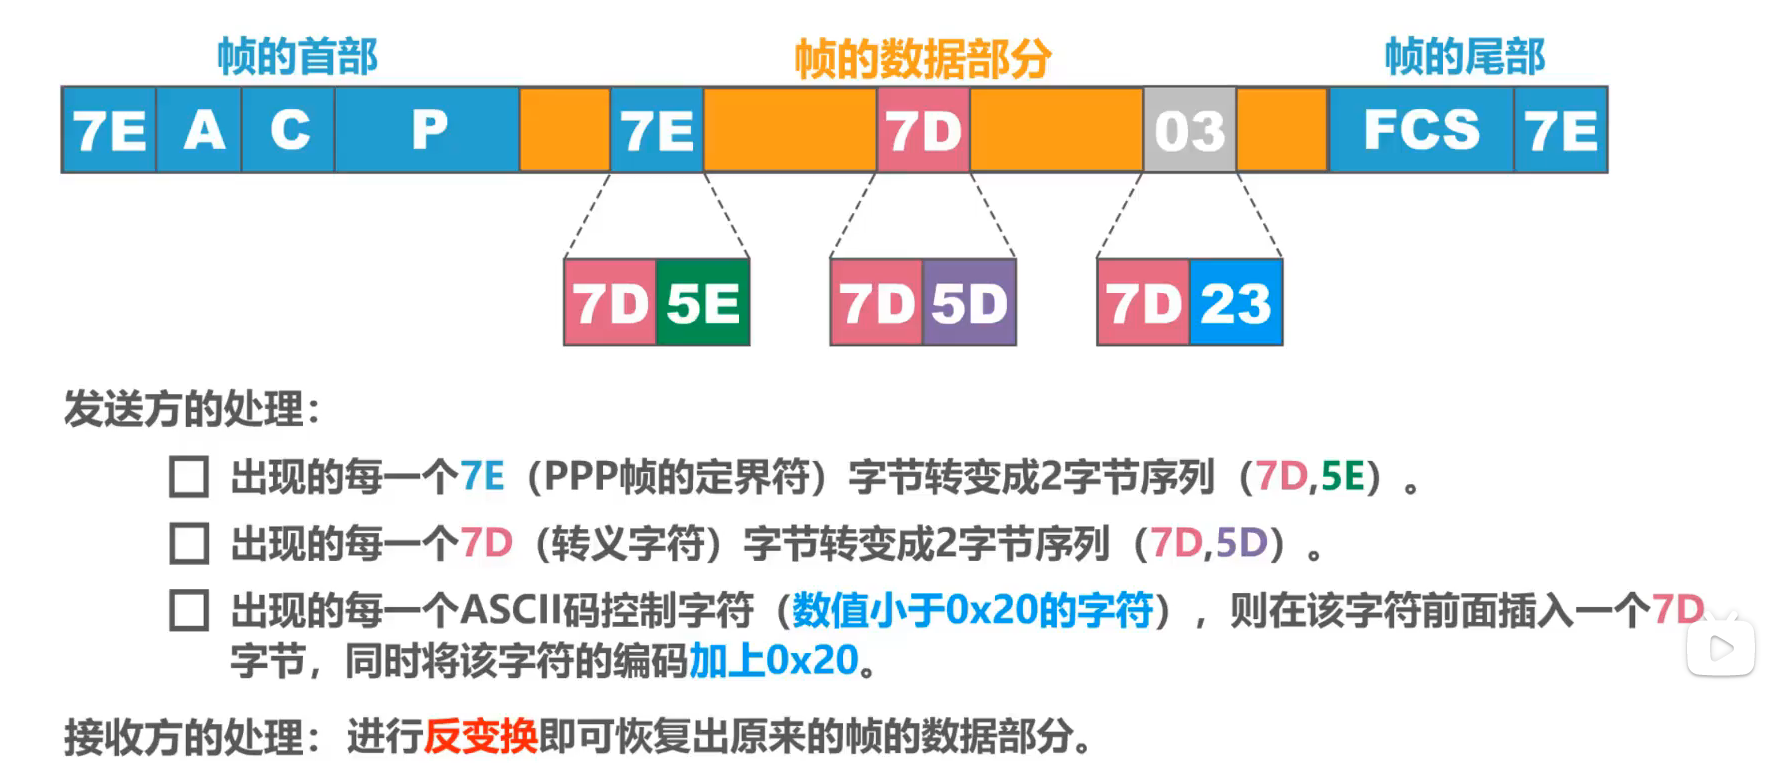 帧的首部 帧的数据部分 帧的尾部
7E A C P 7E 7D 03 FCS 7E
7D 5E 7D 5D 7D 23
发送方的处理：
出现的每一个7E（PPP帧的定界符）字节转变成2字节序列（7D,5E）。
出现的每一个7D（转义字符）字节转变成2字节序列（7D,5D）。
出现的每一个ASCII码控制字符（数值小于0x20的字符），则在该字符前面插入一个7D
字节，同时将该字符的编码加上0x20。
接收方的处理：进行反变换即可恢复出原来的帧的数据部分。